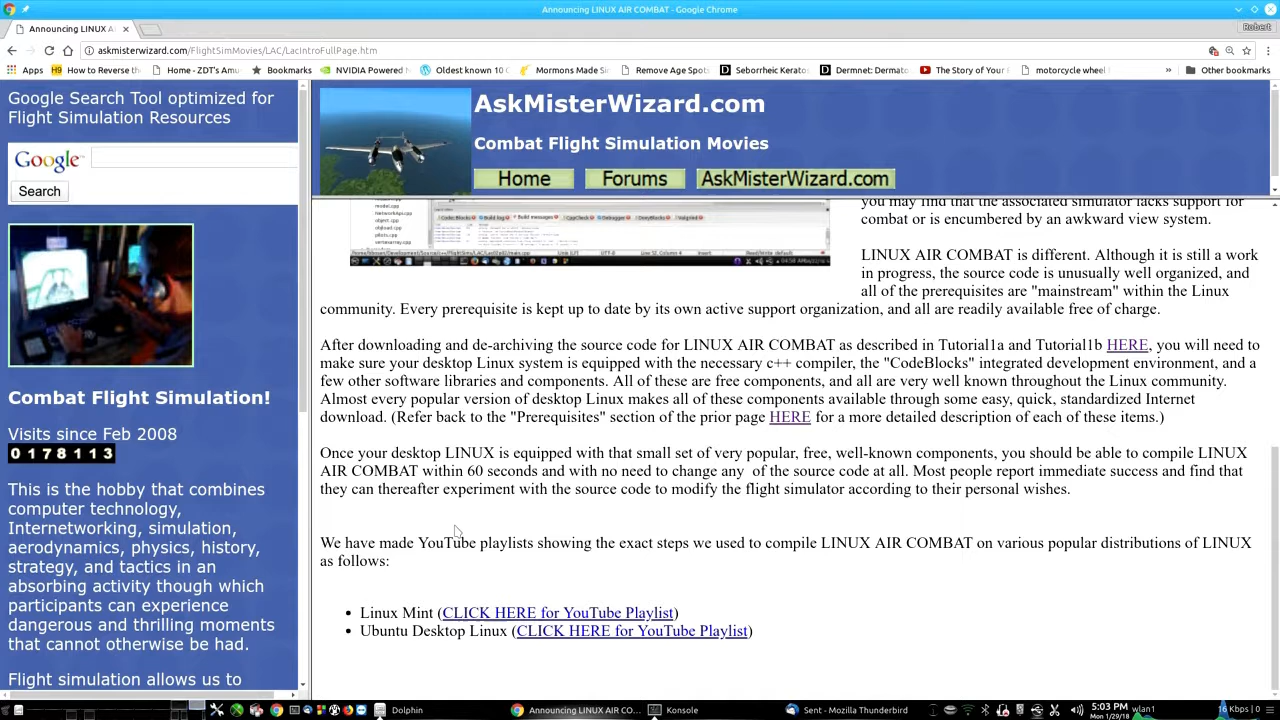 Announcing LINUX AIR COMBAT - Google Chrome
Announcing LINUX A
Robert
askmisterwizard.com/FlightSimMovies/LAC/LacIntroFullPage.htm
Apps How to Reverse the Home - ZDT's Amu Bookmarks NVIDIA Powered N Oldest known 10 C Mormons Made Sim Remove Age Spots Seborrheic Keratos Dermnet: Dermato The Story of Your E motorcycle wheel Other bookmarks
Google Search Tool optimized for
Flight Simulation Resources
Google
Search
Combat Flight Simulation!
Visits since Feb 2008
0178113
This is the hobby that combines
computer technology,
Internetworking, simulation,
aerodynamics, physics, history,
strategy, and tactics in an
absorbing activity though which
participants can experience
dangerous and thrilling moments
that cannot otherwise be had.
Flight simulation allows us to
AskMisterWizard.com
Combat Flight Simulation Movies
Home Forums AskMisterWizard.com
you may find that the associated simulator lacks support for
combat or is encumbered by an awkward view system.
LINUX AIR COMBAT is different. Although it is still a work
in progress, the source code is unusually well organized, and
all of the prerequisites are "mainstream" within the Linux
community. Every prerequisite is kept up to date by its own active support organization, and all are readily available free of charge.
After downloading and de-archiving the source code for LINUX AIR COMBAT as described in Tutorial1a and Tutorial1b HERE, you will need to
make sure your desktop Linux system is equipped with the necessary c++ compiler, the "CodeBlocks" integrated development environment, and a
few other software libraries and components. All of these are free components, and all are very well known throughout the Linux community.
Almost every popular version of desktop Linux makes all of these components available through some easy, quick, standardized Internet
download. (Refer back to the "Prerequisites" section of the prior page HERE for a more detailed description of each of these items.)
Once your desktop LINUX is equipped with that small set of very popular, free, well-known components, you should be able to compile LINUX
AIR COMBAT within 60 seconds and with no need to change any of the source code at all. Most people report immediate success and find that
they can thereafter experiment with the source code to modify the flight simulator according to their personal wishes.
We have made YouTube playlists showing the exact steps we used to compile LINUX AIR COMBAT on various popular distributions of LINUX
as follows:
Linux Mint (CLICK HERE for YouTube Playlist)
Ubuntu Desktop Linux (CLICK HERE for YouTube Playlist)
Dolphin Announcing LINUX AIR CO... Konsole Sent - Mozilla Thunderbird 5:03 PM wlan1 16 Kbps | 0
Mon 1/29/18